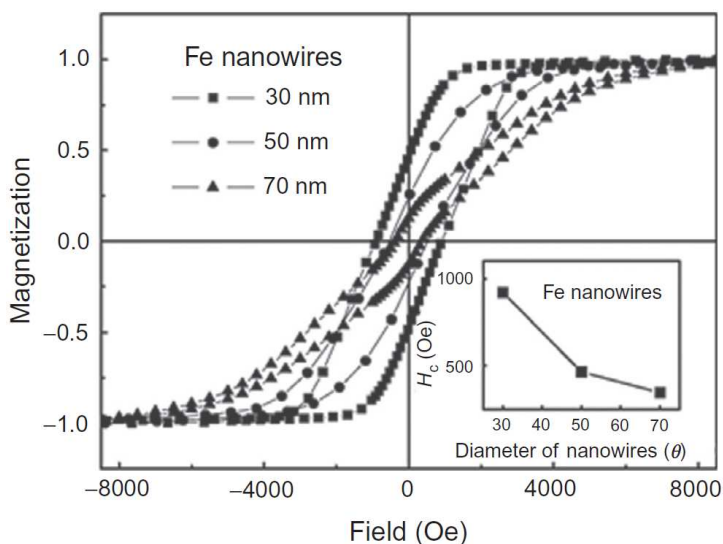 Fe nanowires
30 nm
50 nm
70 nm
Magnetization
1.0
0.5
0.0
−0.5
−1.0
−8000
−4000
0
4000
8000
Field (Oe)
Fe nanowires
H_c (Oe)
1000
500
30 40 50 60 70
Diameter of nanowires (θ)